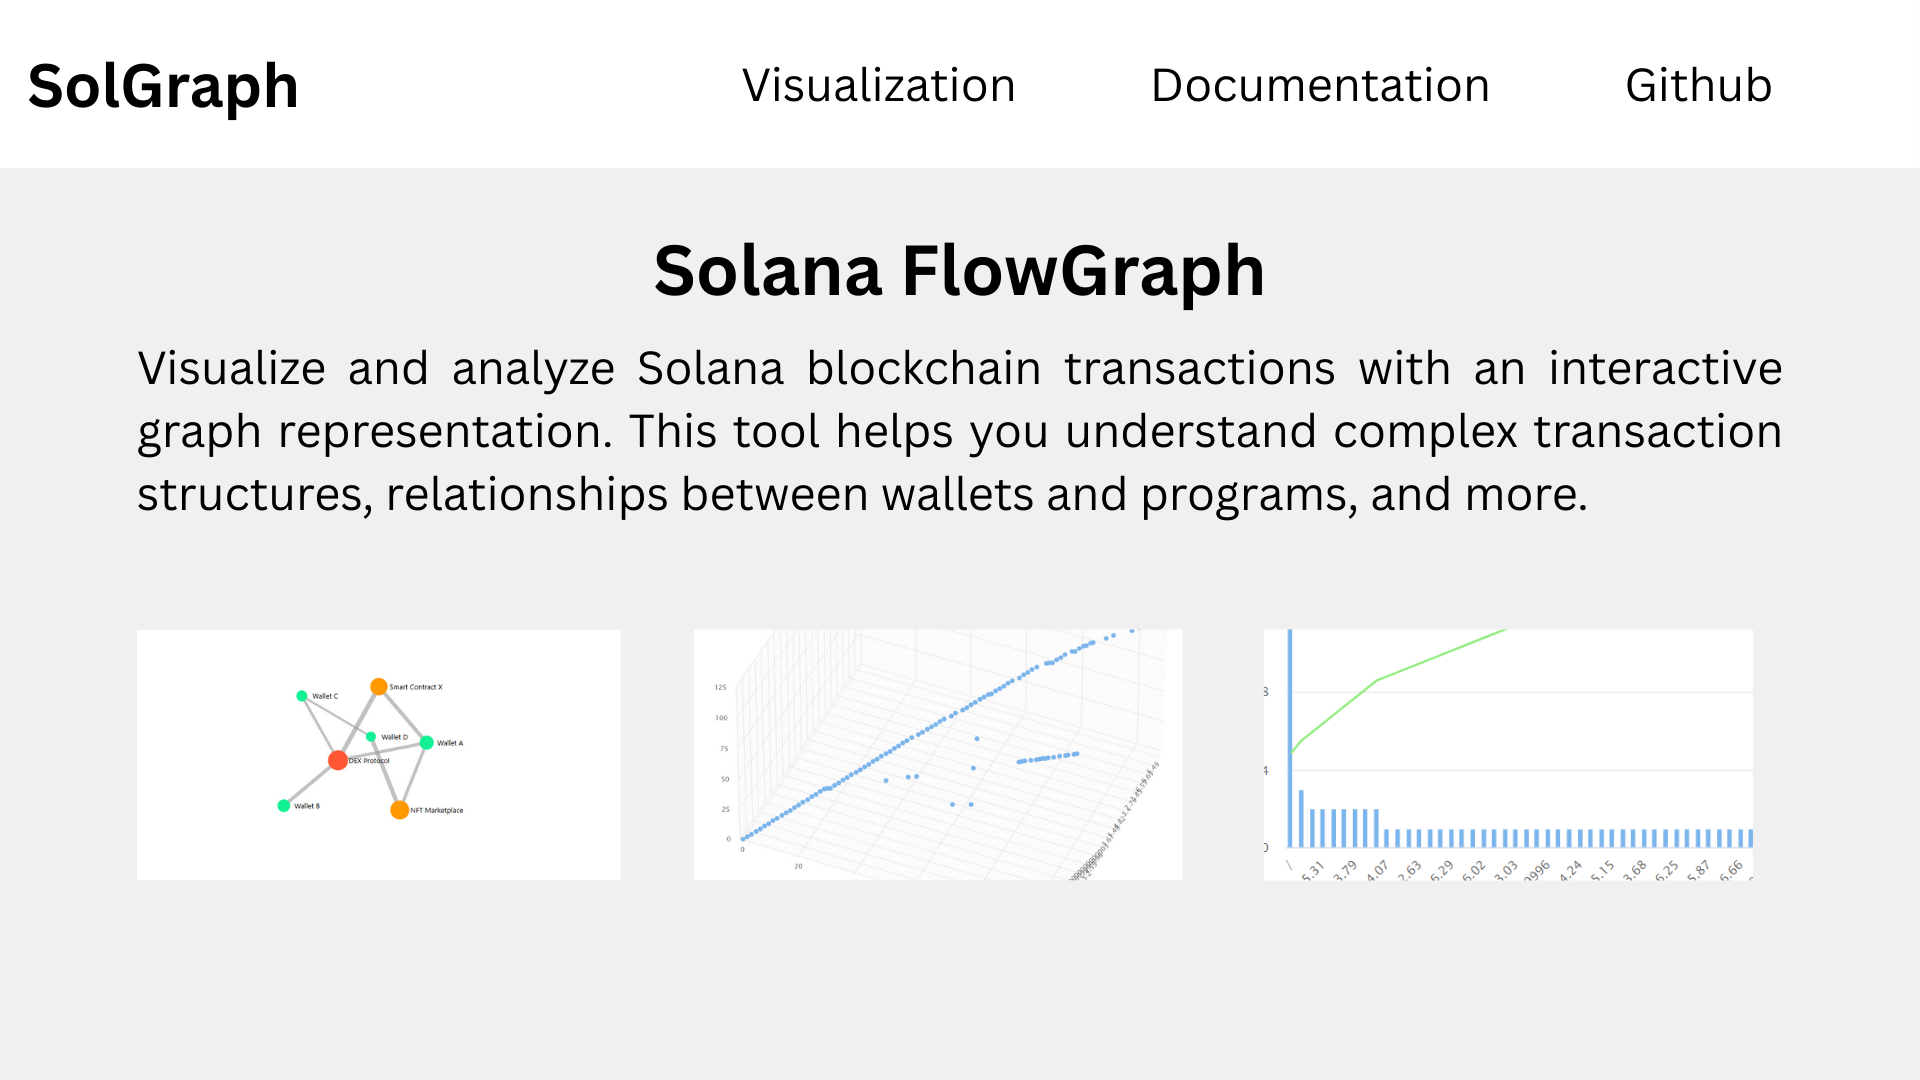 SolGraph
Visualization
Documentation
Github
Solana FlowGraph
Visualize and analyze Solana blockchain transactions with an interactive
graph representation. This tool helps you understand complex transaction
structures, relationships between wallets and programs, and more.
Wallet C
Smart Contract X
Wallet D
Wallet A
DEX Protocol
Wallet B
NFT Marketplace
125
100
75
50
25
0
0
20
8
4
0
/
5.31
3.79
4.07
2.63
6.29
6.02
3.03
0996
4.24
5.15
3.68
6.25
5.87
6.66